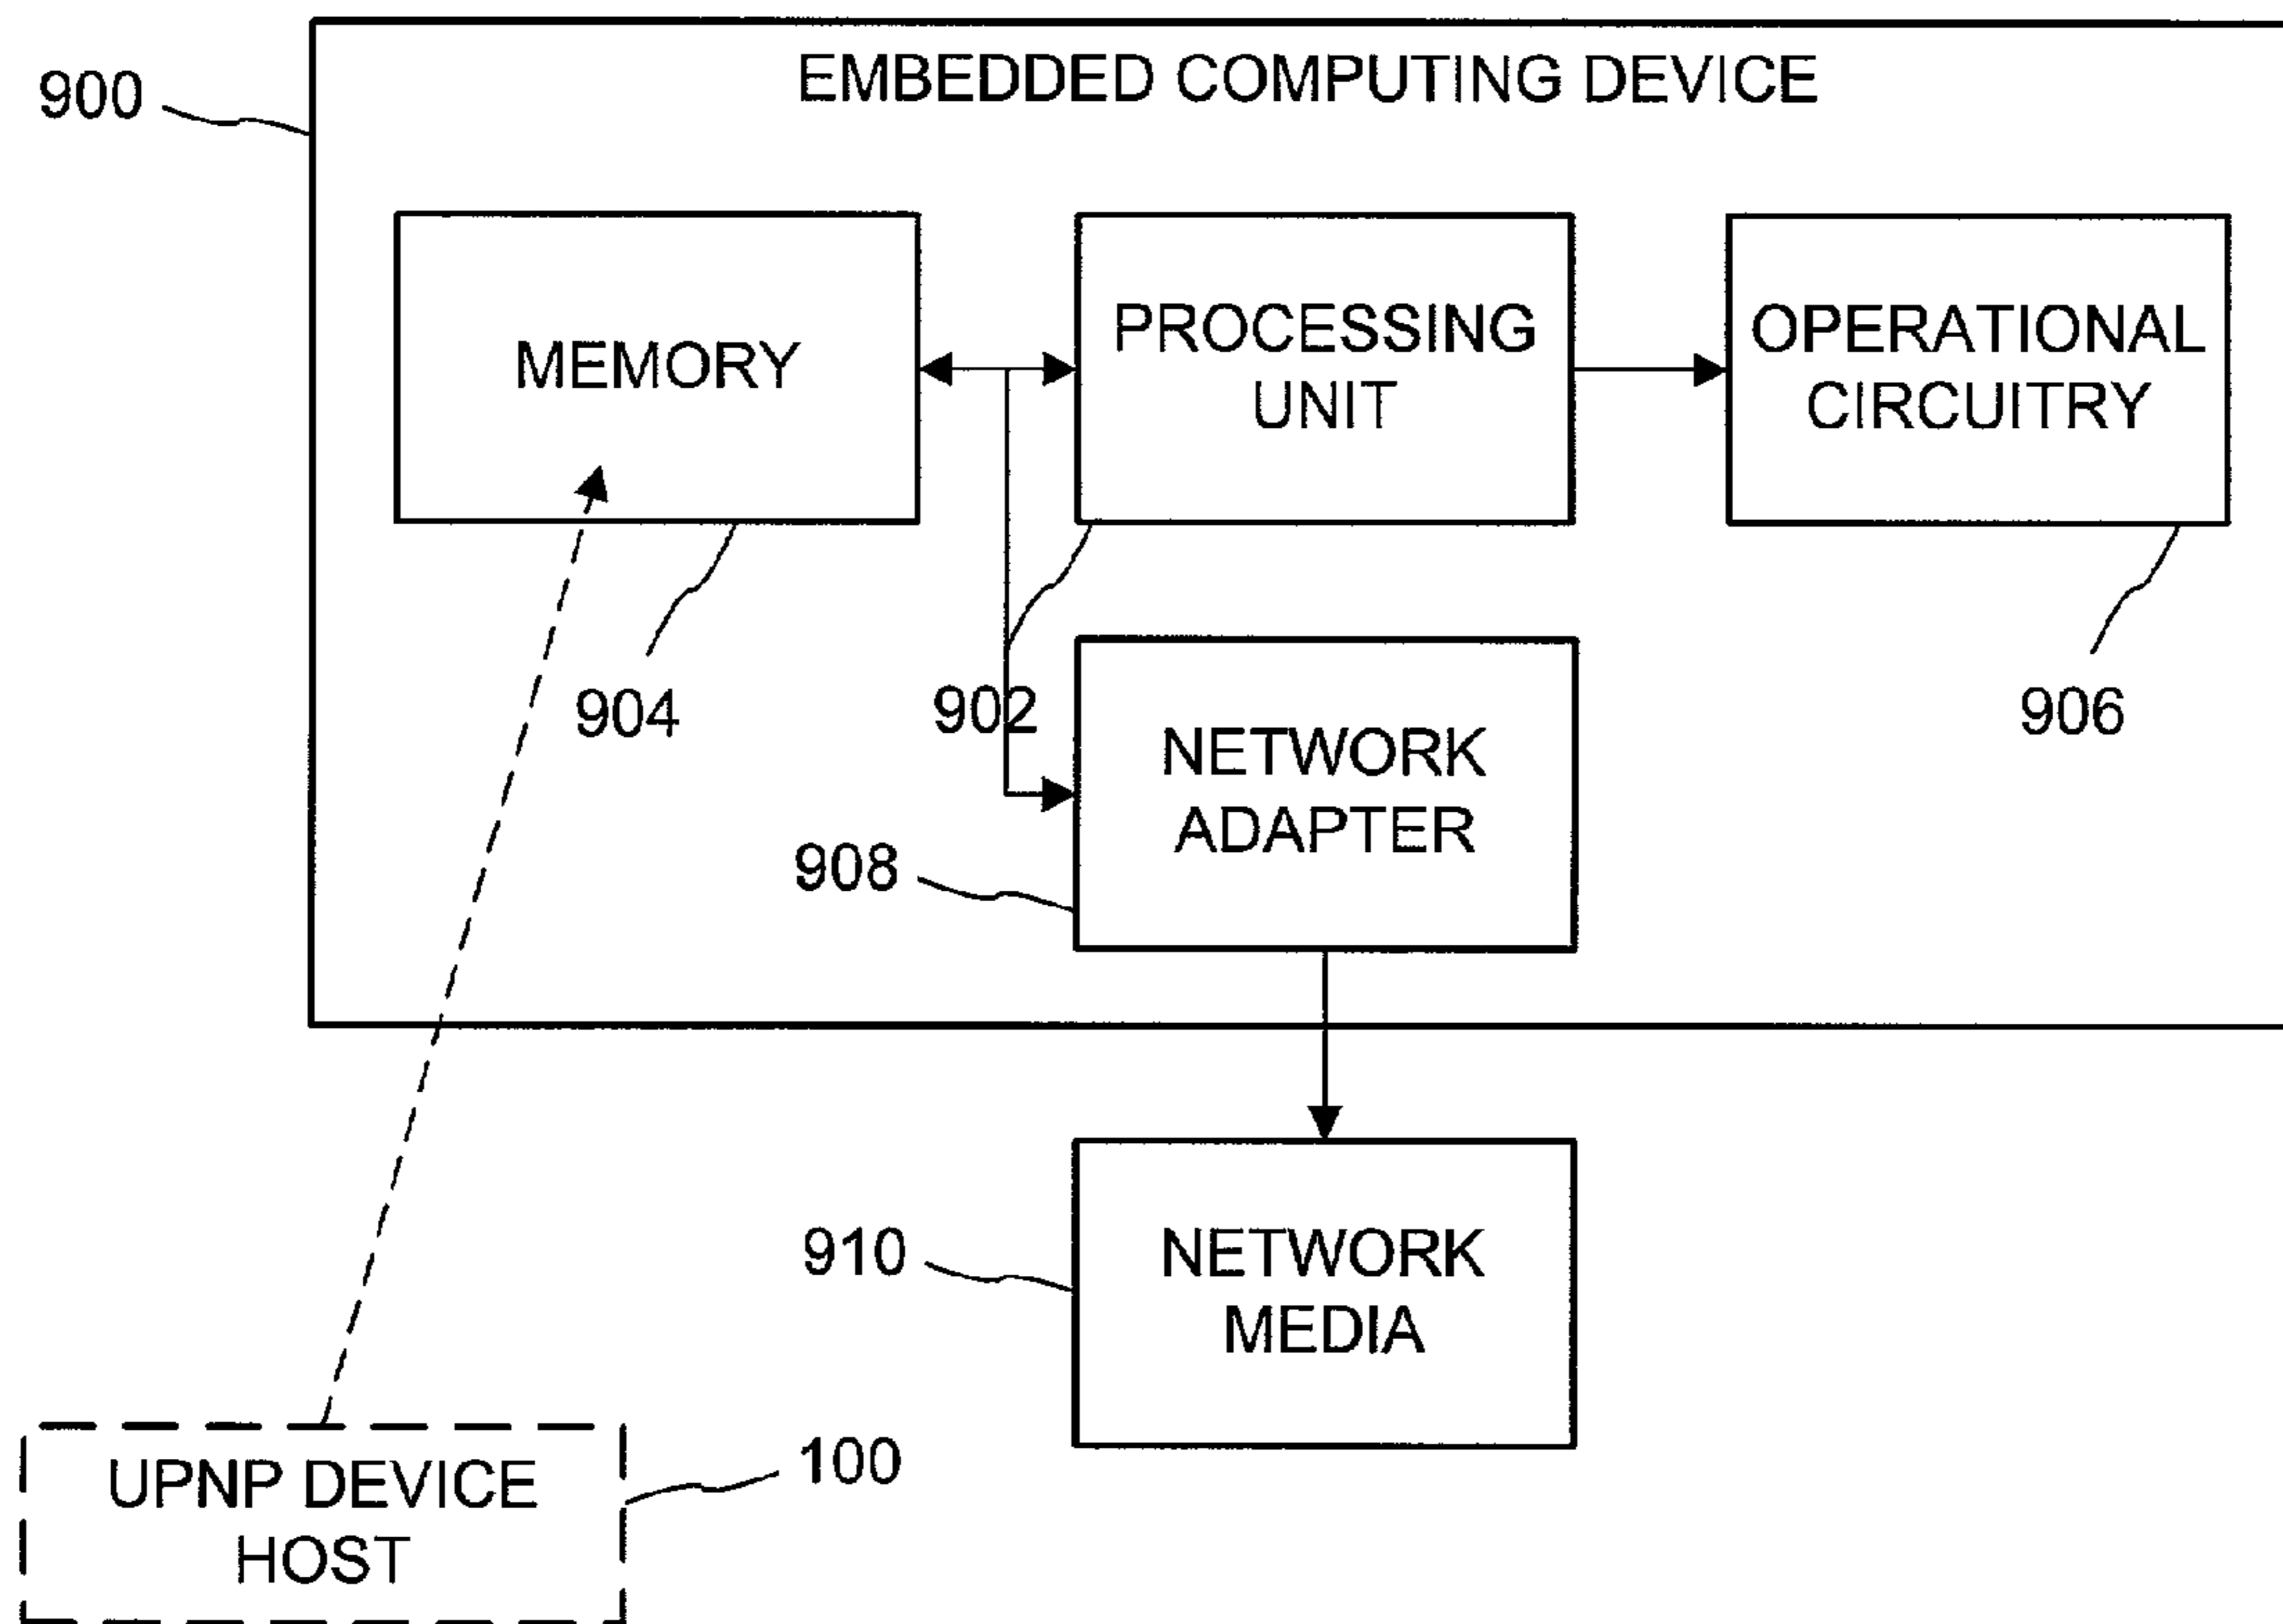 EMBEDDED COMPUTING DEVICE
900
MEMORY
PROCESSING
UNIT
OPERATIONAL
CIRCUITRY
904
902
906
NETWORK
ADAPTER
908
910
NETWORK
MEDIA
UPNP DEVICE
HOST
100